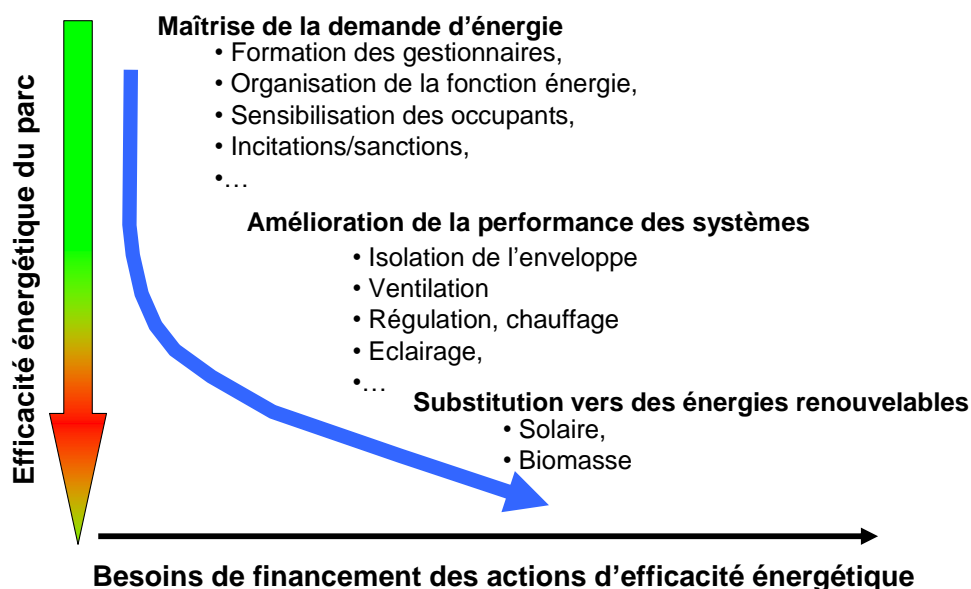 Maîtrise de la demande d’énergie
• Formation des gestionnaires,
• Organisation de la fonction énergie,
• Sensibilisation des occupants,
• Incitations/sanctions,
•…
Amélioration de la performance des systèmes
• Isolation de l’enveloppe
• Ventilation
• Régulation, chauffage
• Eclairage,
•…
Substitution vers des énergies renouvelables
• Solaire,
• Biomasse
Efficacité énergétique du parc
Besoins de financement des actions d’efficacité énergétique